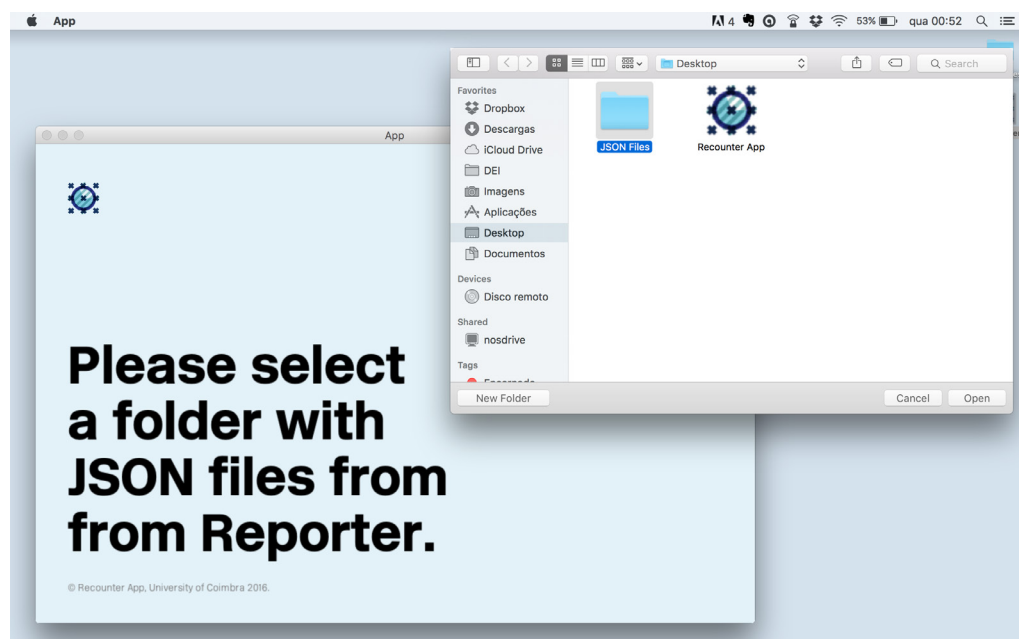 App
4
53%
qua 00:52
Desktop
Search
Favorites
Dropbox
Descargas
iCloud Drive
DEI
Imagens
Aplicações
Desktop
Documentos
Devices
Disco remoto
Shared
nosdrive
Tags
JSON Files
Recounter App
New Folder
Cancel
Open
App
Please select
a folder with
JSON files from
from Reporter.
© Recounter App, University of Coimbra 2016.